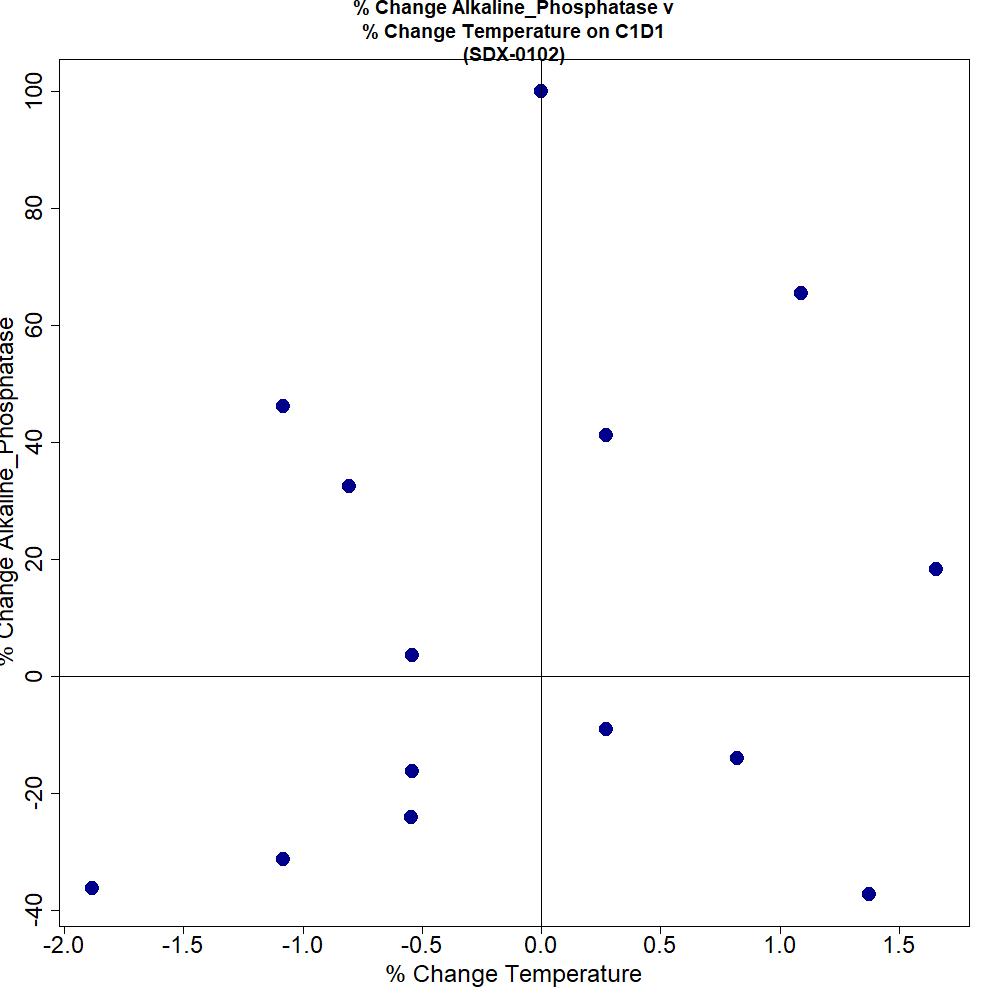 % Change Alkaline_Phosphatase v
% Change Temperature on C1D1
(SDX-0102)
% Change Alkaline_Phosphatase
100
80
60
40
20
0
-20
-40
-2.0 -1.5 -1.0 -0.5 0.0 0.5 1.0 1.5
% Change Temperature